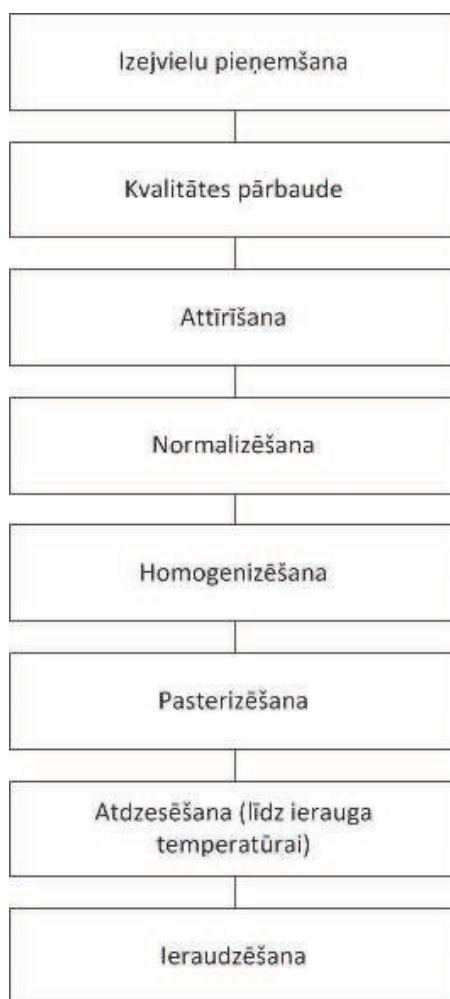 Izejvielu pieņemšana
Kvalitātes pārbaude
Attīrīšana
Normalizēšana
Homogenizēšana
Pasterizēšana
Atdzesēšana (līdz ierauga
temperatūrai)
Ieraudzēšana